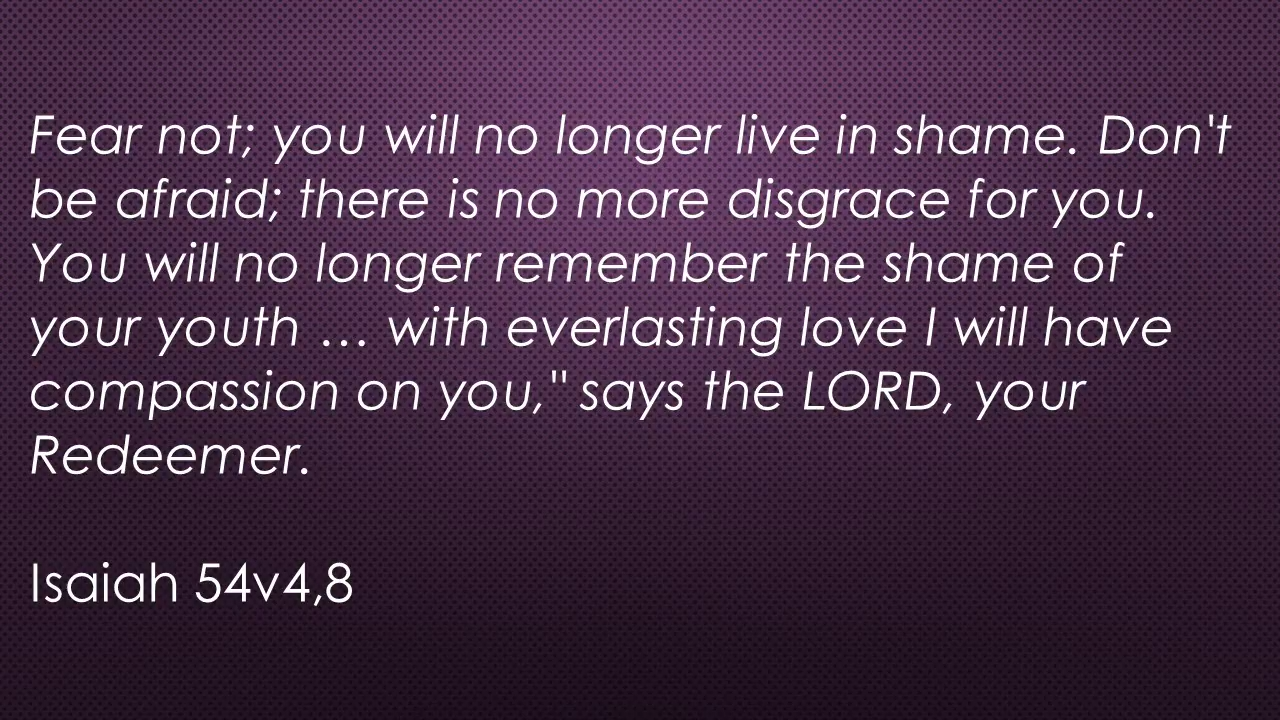 Fear not; you will no longer live in shame. Don't
be afraid; there is no more disgrace for you.
You will no longer remember the shame of
your youth … with everlasting love I will have
compassion on you," says the LORD, your
Redeemer.
Isaiah 54v4,8